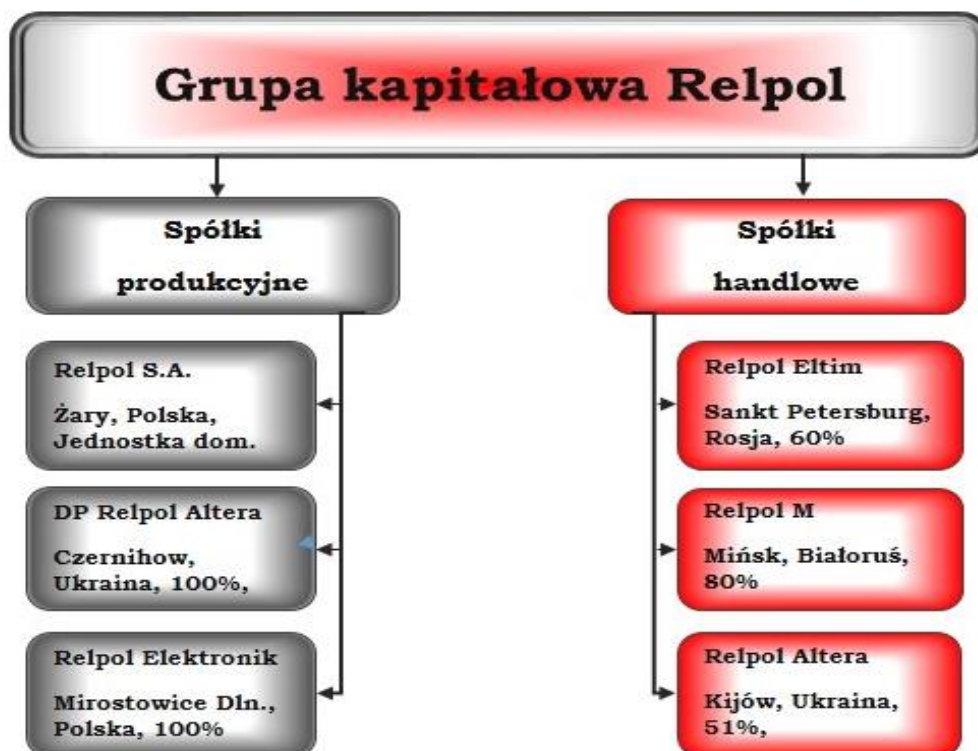 Grupa kapitałowa Relpol
Spółki
produkcyjne
Relpol S.A.
Żary, Polska,
Jednostka dom.
DP Relpol Altera
Czernihow,
Ukraina, 100%,
Relpol Elektronik
Mirostowice Dln.,
Polska, 100%
Spółki
handlowe
Relpol Eltim
Sankt Petersburg,
Rosja, 60%
Relpol M
Mińsk, Białoruś,
80%
Relpol Altera
Kijów, Ukraina,
51%,